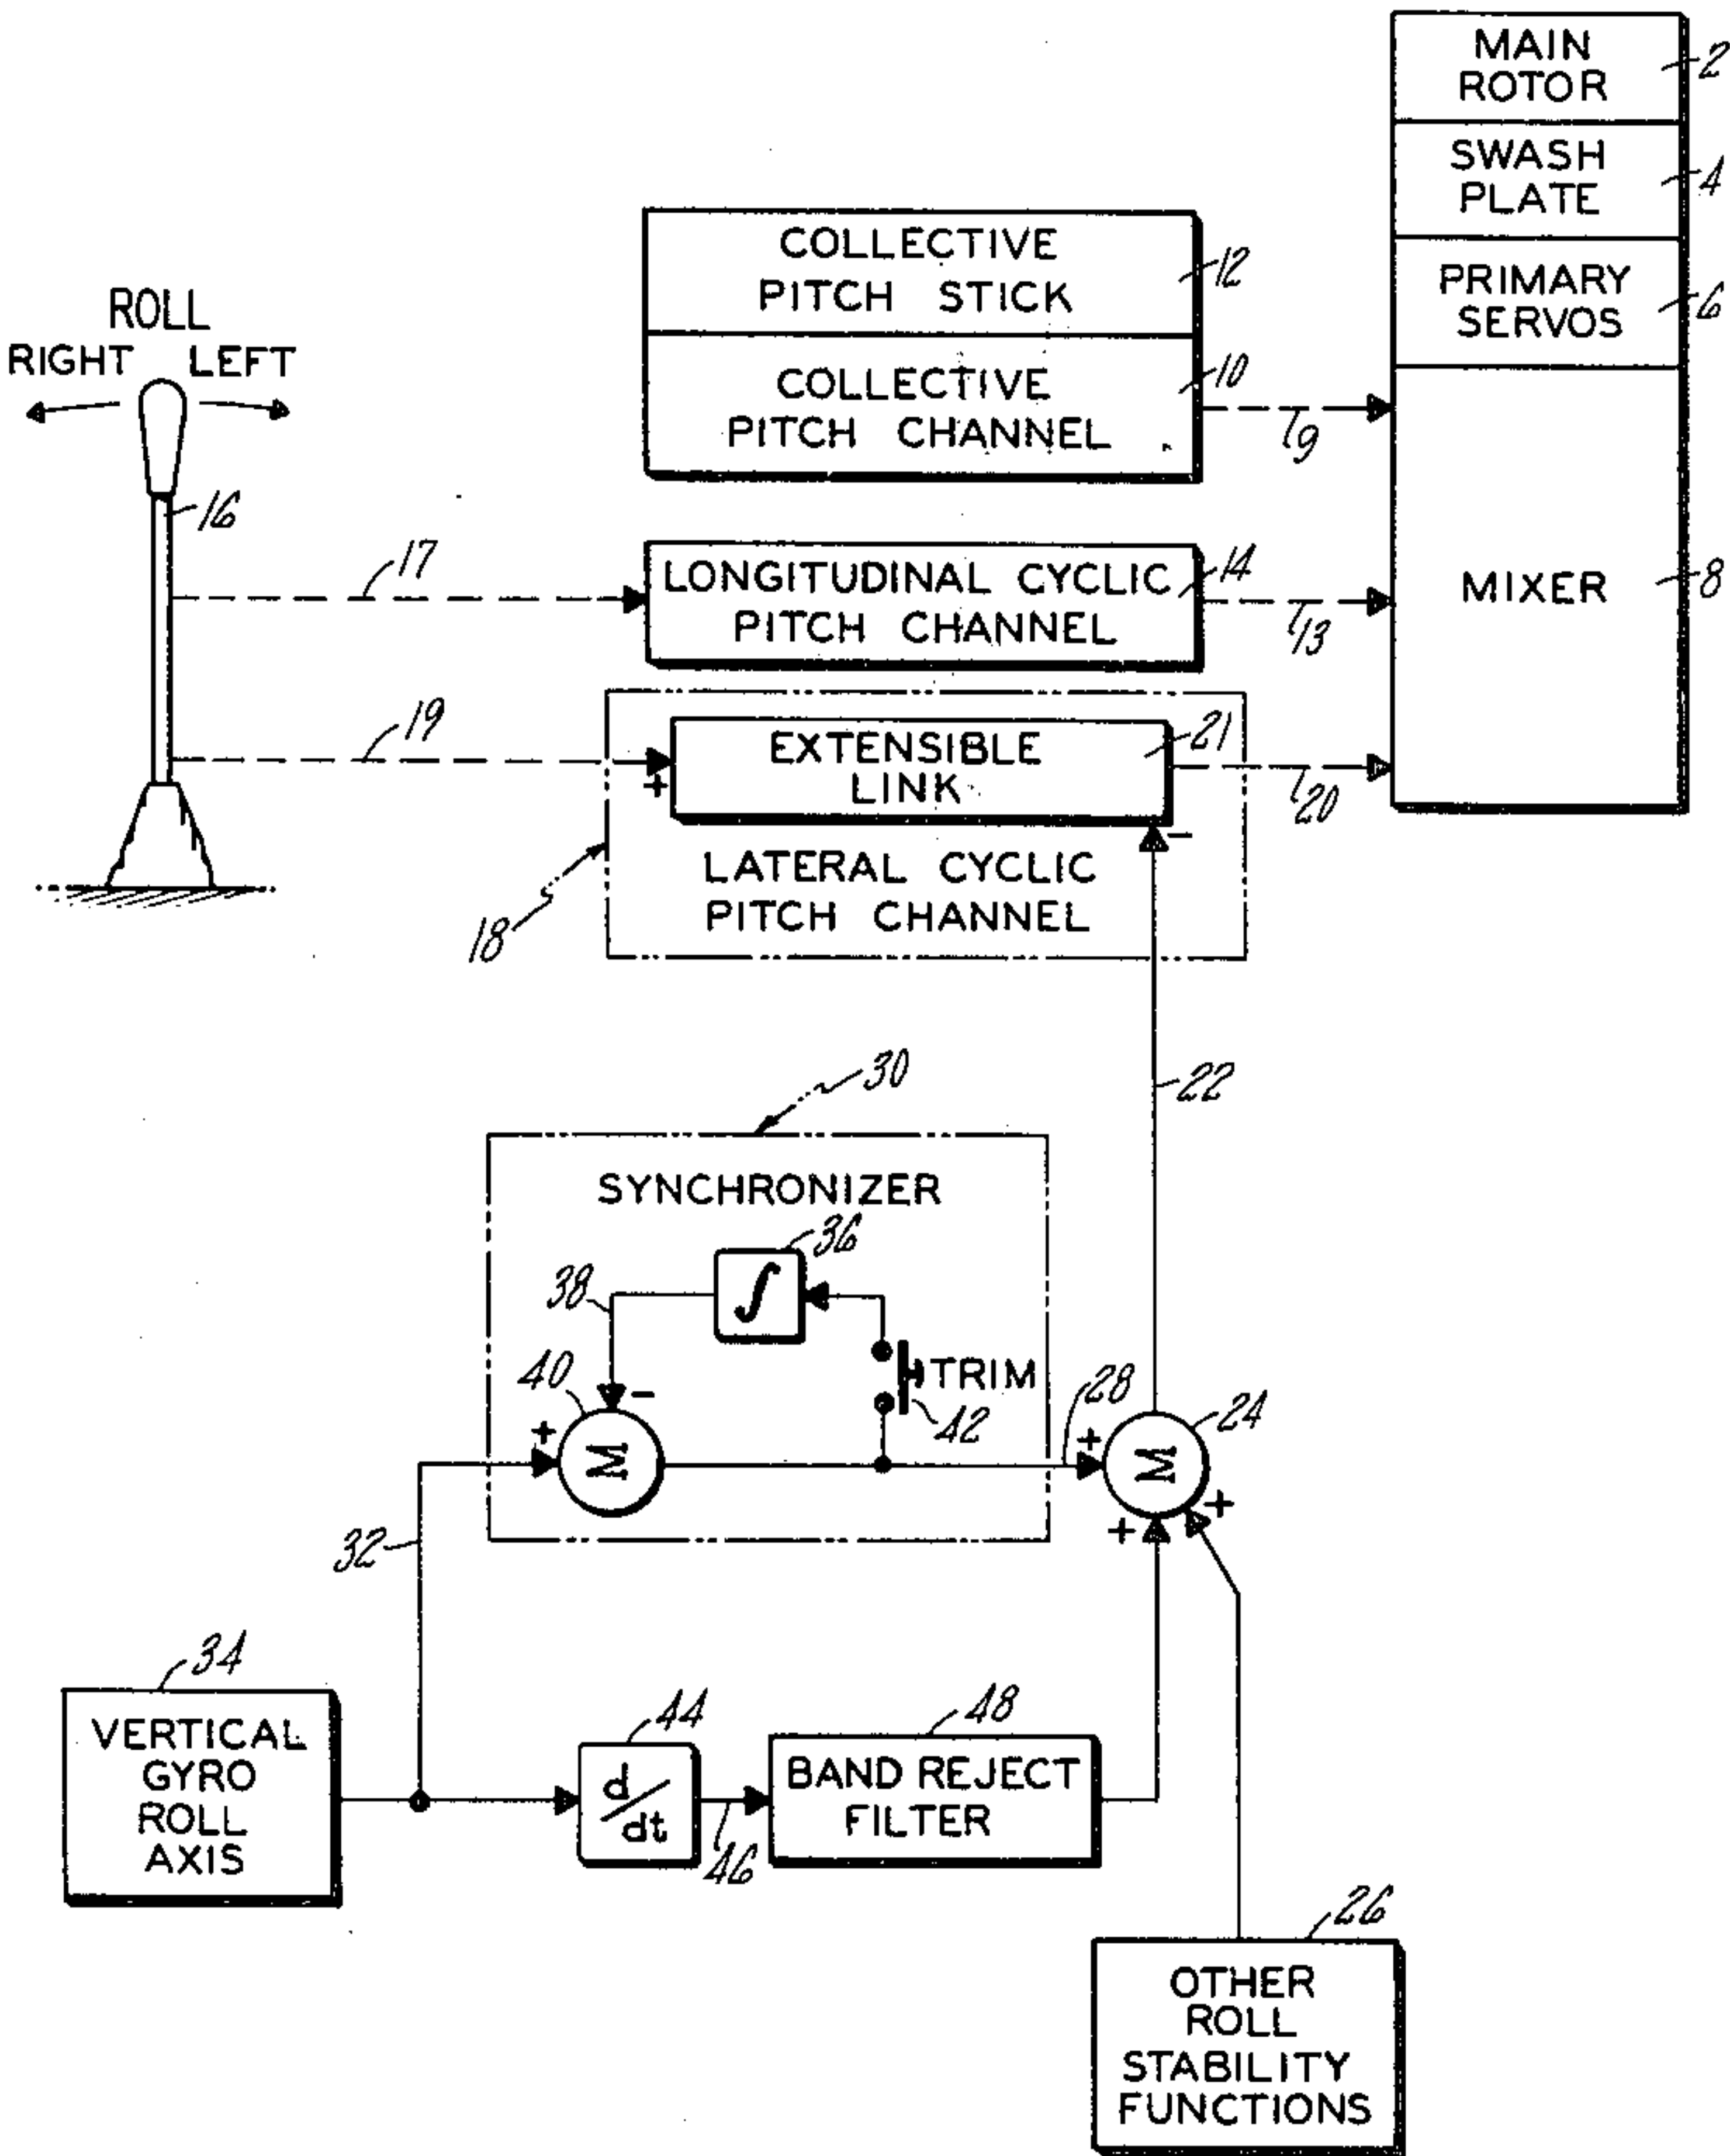 MAIN
ROTOR
2
SWASH
PLATE
4
PRIMARY
SERVOS
6
MIXER
8
COLLECTIVE
PITCH STICK
12
COLLECTIVE
PITCH CHANNEL
10
9
ROLL
RIGHT LEFT
16
17
LONGITUDINAL CYCLIC
PITCH CHANNEL
14
13
19
+
EXTENSIBLE
LINK
21
20
-
LATERAL CYCLIC
PITCH CHANNEL
18
22
30
SYNCHRONIZER
36
∫
38
TRIM
42
40
-
+
Σ
28
+
24
Σ
+
+
32
34
VERTICAL
GYRO
ROLL
AXIS
44
d/dt
46
48
BAND REJECT
FILTER
26
OTHER
ROLL
STABILITY
FUNCTIONS